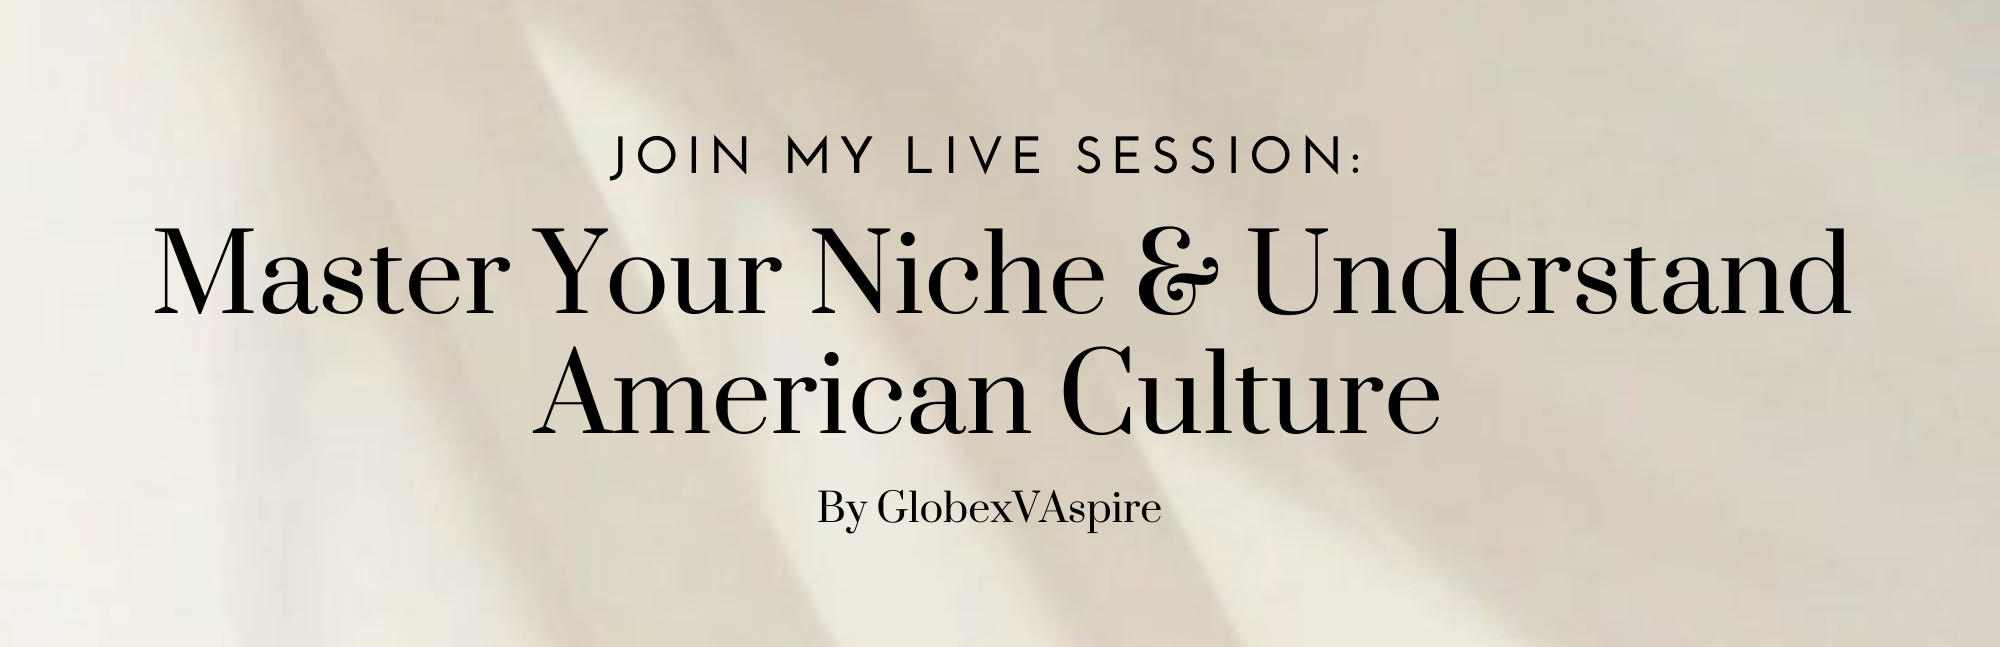 JOIN MY LIVE SESSION:
Master Your Niche & Understand
American Culture
By GlobexVAspire